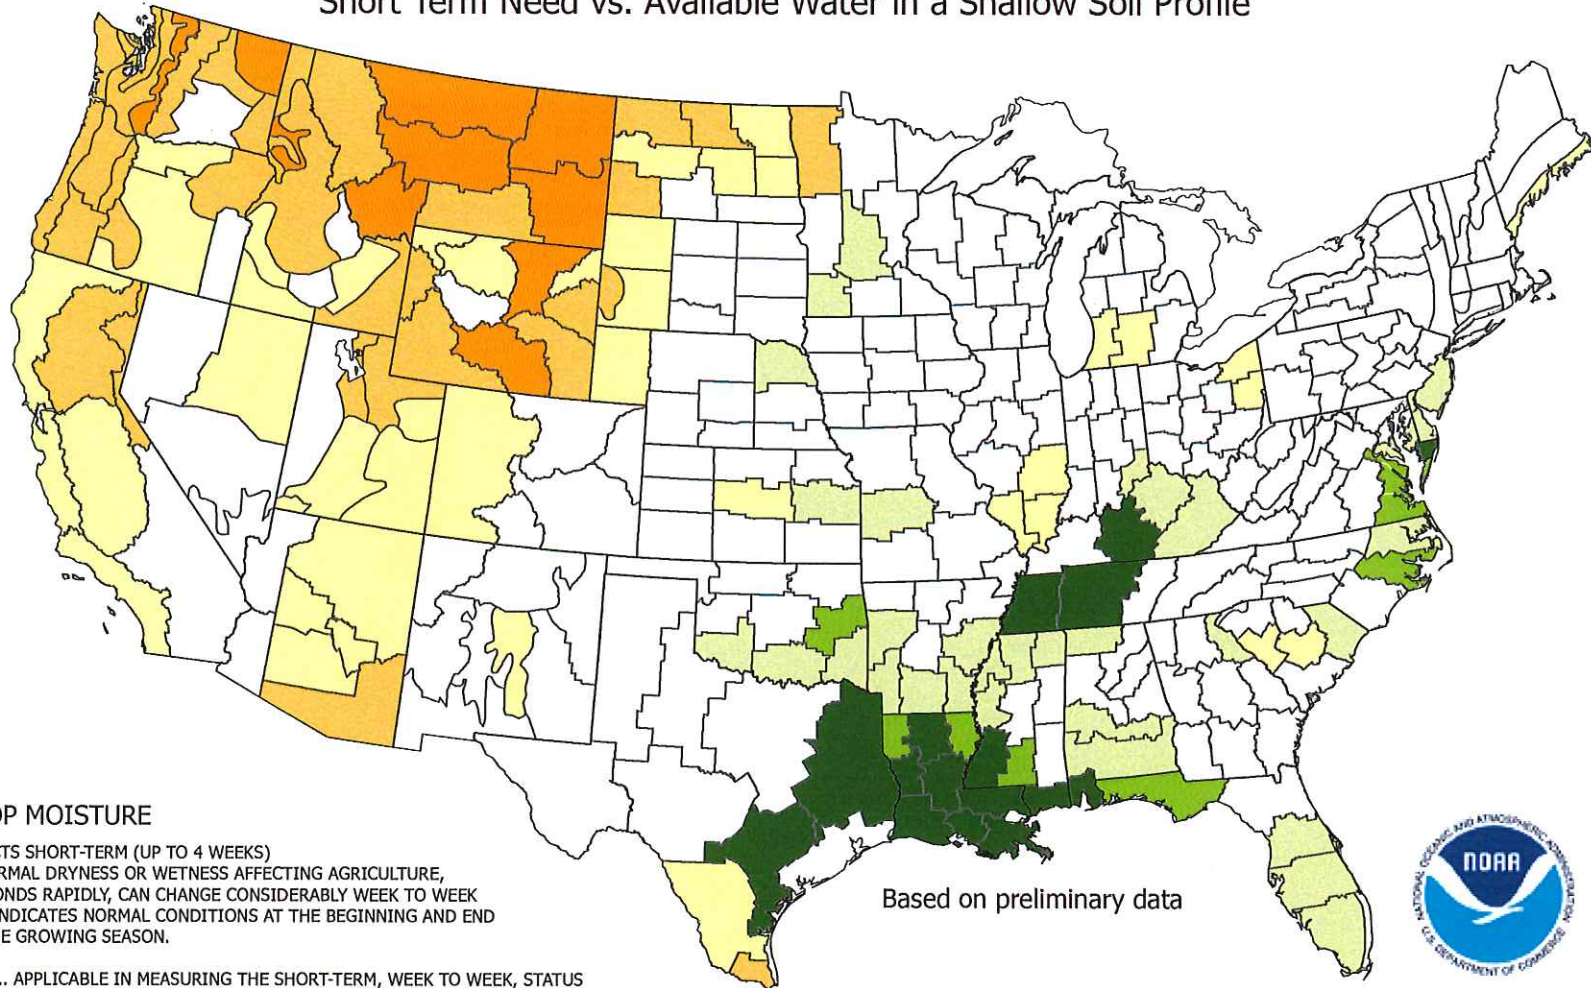 Short Term Need vs. Available Water in a Shallow Soil Profile
OP MOISTURE
CTS SHORT-TERM (UP TO 4 WEEKS)
RMAL DRYNESS OR WETNESS AFFECTING AGRICULTURE,
ONDS RAPIDLY, CAN CHANGE CONSIDERABLY WEEK TO WEEK
NDICATES NORMAL CONDITIONS AT THE BEGINNING AND END
E GROWING SEASON.
.. APPLICABLE IN MEASURING THE SHORT-TERM, WEEK TO WEEK, STATUS
Based on preliminary data
NATIONAL OCEANIC AND ATMOSPHERIC ADMINISTRATION
NOAA
U.S. DEPARTMENT OF COMMERCE